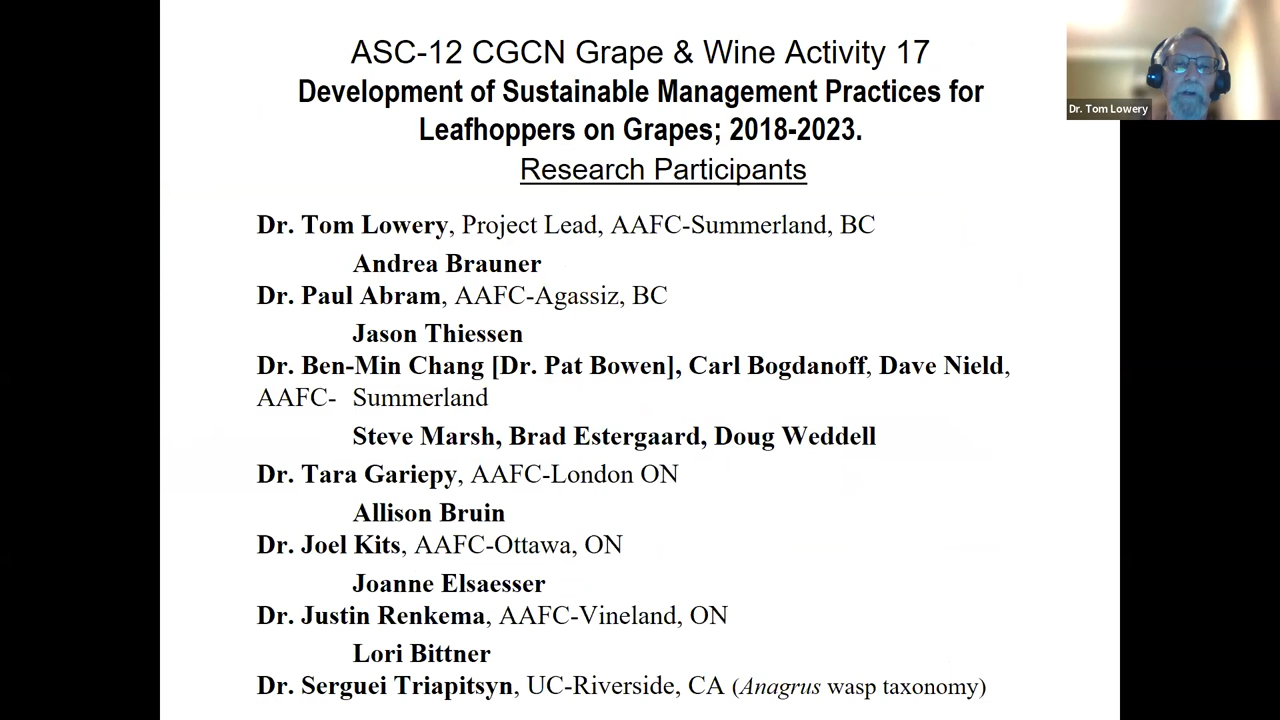 ASC-12 CGCN Grape & Wine Activity 17
Development of Sustainable Management Practices for
Leafhoppers on Grapes; 2018-2023.
Research Participants
Dr. Tom Lowery, Project Lead, AAFC-Summerland, BC
Andrea Brauner
Dr. Paul Abram, AAFC-Agassiz, BC
Jason Thiessen
Dr. Ben-Min Chang [Dr. Pat Bowen], Carl Bogdanoff, Dave Nield,
AAFC- Summerland
Steve Marsh, Brad Estergaard, Doug Weddell
Dr. Tara Gariepy, AAFC-London ON
Allison Bruin
Dr. Joel Kits, AAFC-Ottawa, ON
Joanne Elsaesser
Dr. Justin Renkema, AAFC-Vineland, ON
Lori Bittner
Dr. Serguei Triapitsyn, UC-Riverside, CA (Anagrus wasp taxonomy)
Dr. Tom Lowery